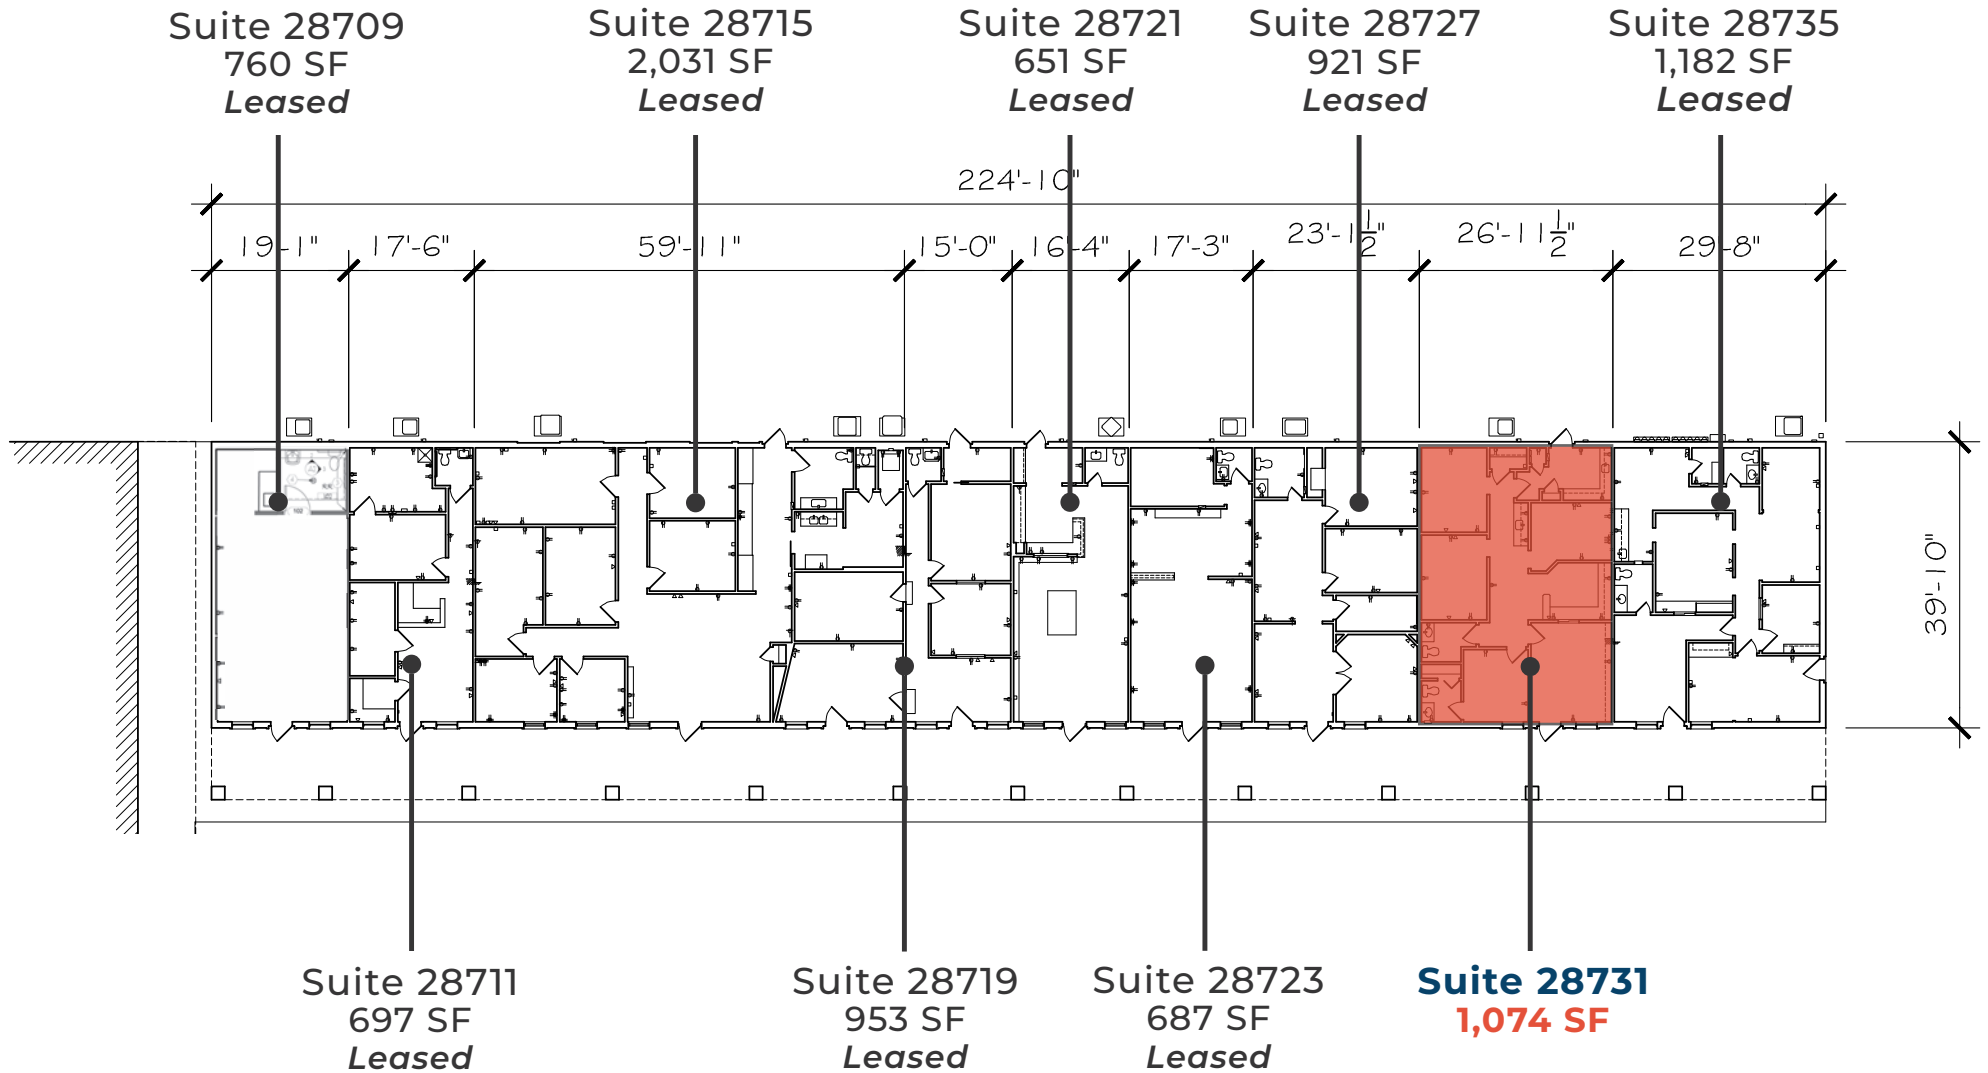 Suite 28709
760 SF
Leased
Suite 28715
2,031 SF
Leased
Suite 28721
651 SF
Leased
Suite 28727
921 SF
Leased
Suite 28735
1,182 SF
Leased
224'-10"
19'-1"
17'-6"
59'-11"
15'-0"
16'-4"
17'-3"
23'-1 1/2"
26'-11 1/2"
29'-8"
39'-10"
Suite 28711
697 SF
Leased
Suite 28719
953 SF
Leased
Suite 28723
687 SF
Leased
Suite 28731
1,074 SF